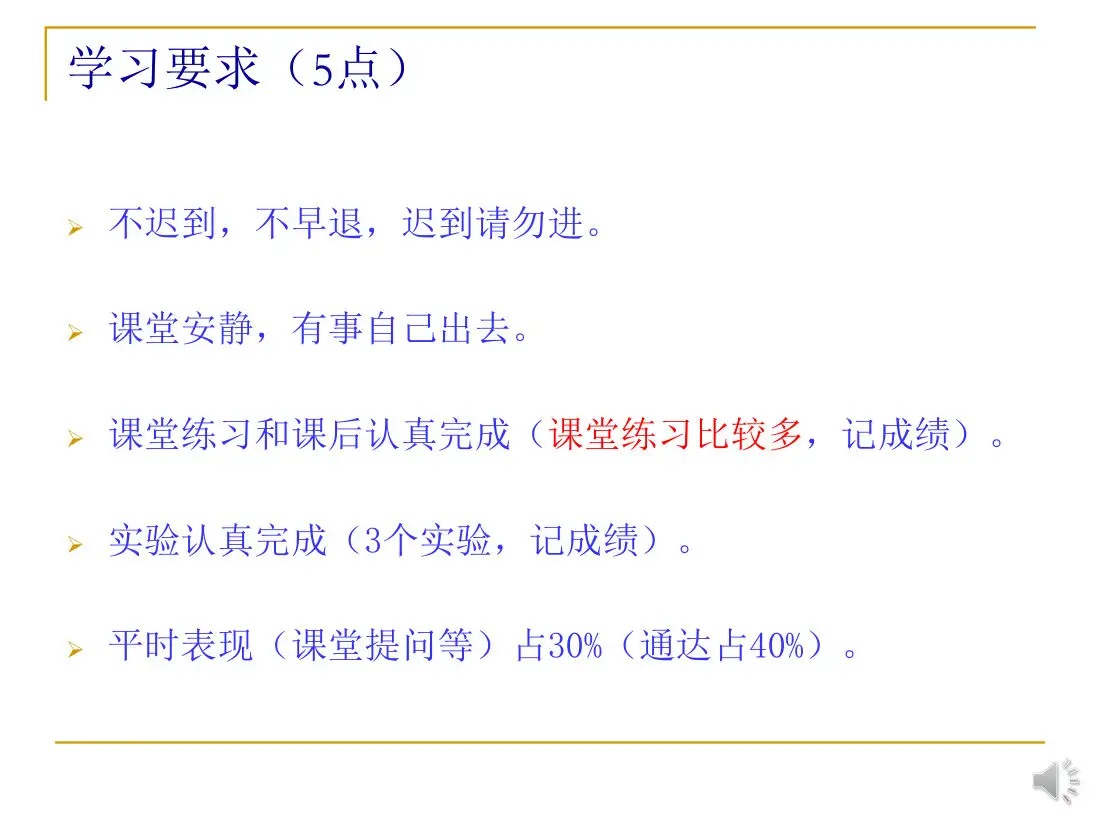 学习要求（5点）
不迟到，不早退，迟到请勿进。
课堂安静，有事自己出去。
课堂练习和课后认真完成（课堂练习比较多，记成绩）。
实验认真完成（3个实验，记成绩）。
平时表现（课堂提问等）占30%（通达占40%）。